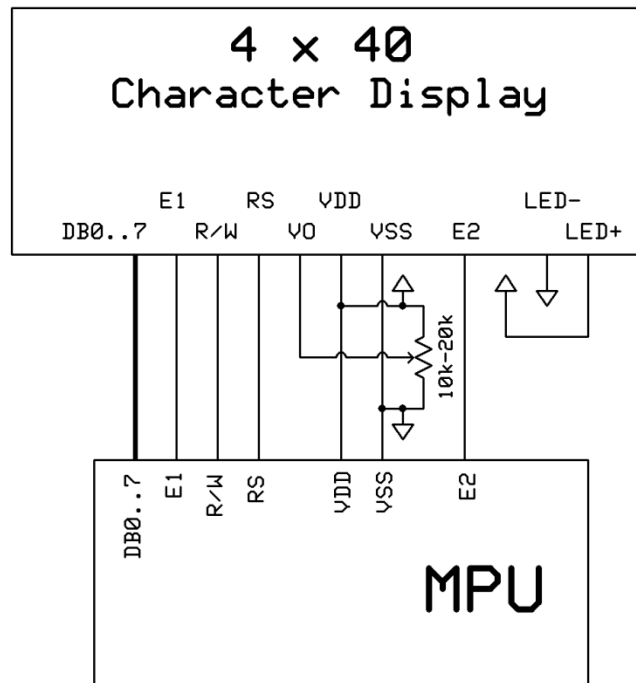 4 x 40
Character Display
E1 RS VDD LED-
DB0..7 R/W VO VSS E2 LED+
10k-20k
DB0..7 E1 R/W RS VDD VSS E2
MPU